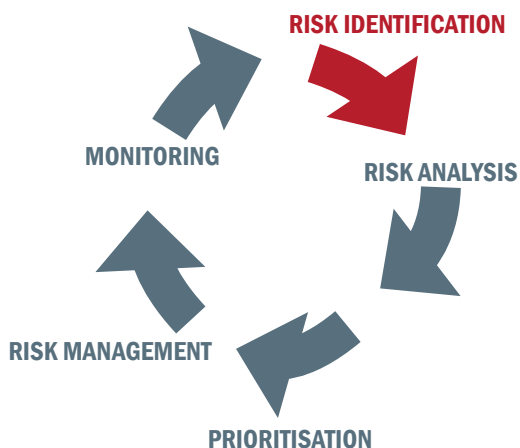 RISK IDENTIFICATION
RISK ANALYSIS
PRIORITISATION
RISK MANAGEMENT
MONITORING